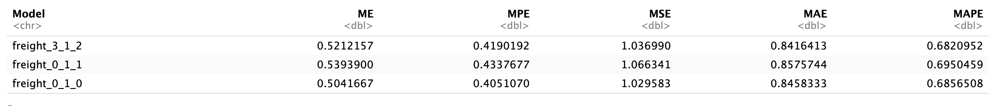 Model ME MPE MSE MAE MAPE
<chr> <dbl> <dbl> <dbl> <dbl> <dbl>
freight_3_1_2 0.5212157 0.4190192 1.036990 0.8416413 0.6820952
freight_0_1_1 0.5393900 0.4337677 1.066341 0.8575744 0.6950459
freight_0_1_0 0.5041667 0.4051070 1.029583 0.8458333 0.6856508